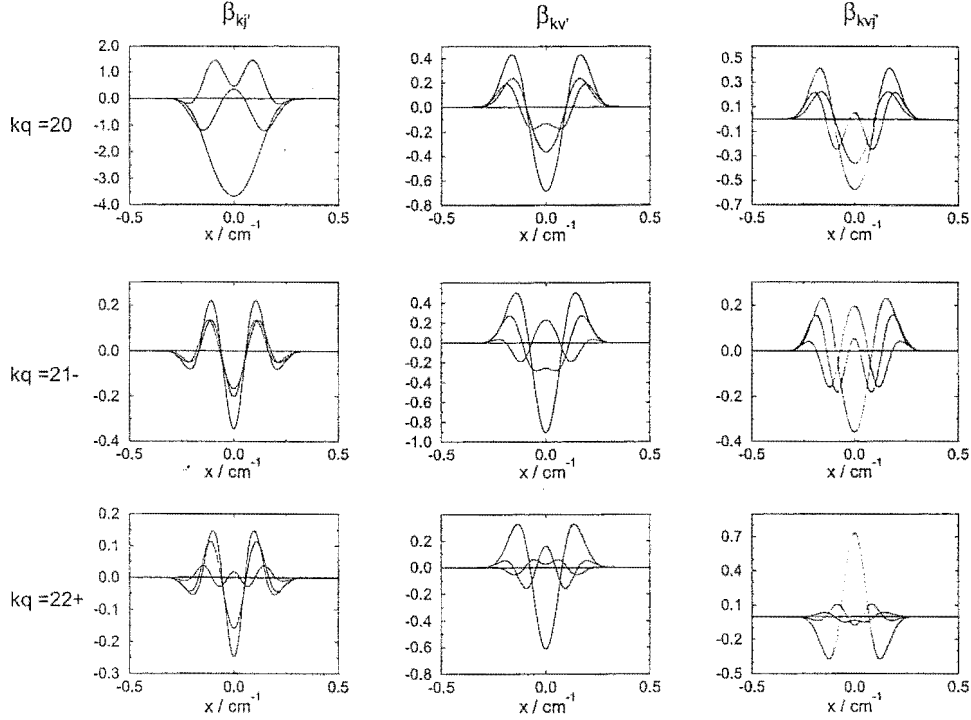 β_kj' β_kv' β_kvj'
kq =20
2.0 1.0 0.0 -1.0 -2.0 -3.0 -4.0
-0.5 0.0 0.5
x / cm⁻¹
0.4 0.2 0.0 -0.2 -0.4 -0.6 -0.8
-0.5 0.0 0.5
x / cm⁻¹
0.7 0.5 0.3 0.1 -0.1 -0.3 -0.5 -0.7
-0.5 0.0 0.5
x / cm⁻¹
kq =21-
0.2 0.0 -0.2 -0.4
-0.5 0.0 0.5
x / cm⁻¹
0.4 0.2 0.0 -0.2 -0.4 -0.6 -0.8 -1.0
-0.5 0.0 0.5
x / cm⁻¹
0.2 0.0 -0.2 -0.4
-0.5 0.0 0.5
x / cm⁻¹
kq =22+
0.2 0.1 0.0 -0.1 -0.2 -0.3
-0.5 0.0 0.5
x / cm⁻¹
0.4 0.2 0.0 -0.2 -0.4 -0.6 -0.8
-0.5 0.0 0.5
x / cm⁻¹
0.7 0.4 0.1 -0.2 -0.5
-0.5 0.0 0.5
x / cm⁻¹